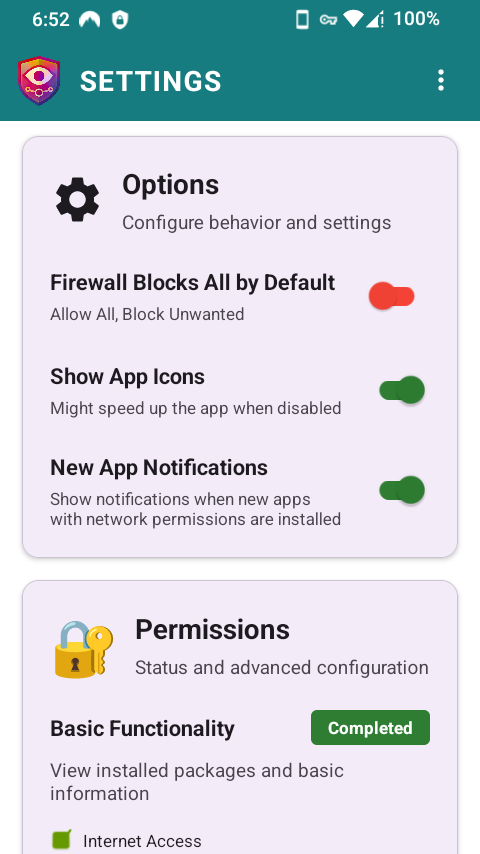 6:52
100%
SETTINGS
Options
Configure behavior and settings
Firewall Blocks All by Default
Allow All, Block Unwanted
Show App Icons
Might speed up the app when disabled
New App Notifications
Show notifications when new apps
with network permissions are installed
Permissions
Status and advanced configuration
Basic Functionality
Completed
View installed packages and basic
information
Internet Access